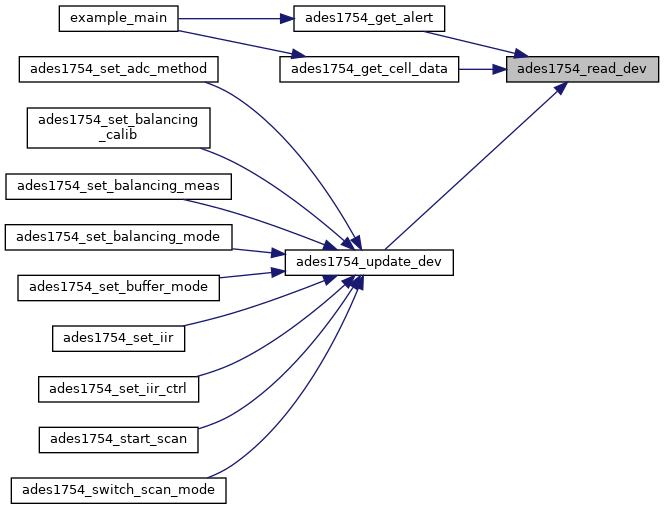 example_main
ades1754_get_alert
ades1754_set_adc_method
ades1754_get_cell_data
ades1754_read_dev
ades1754_set_balancing
_calib
ades1754_set_balancing_meas
ades1754_set_balancing_mode
ades1754_update_dev
ades1754_set_buffer_mode
ades1754_set_iir
ades1754_set_iir_ctrl
ades1754_start_scan
ades1754_switch_scan_mode